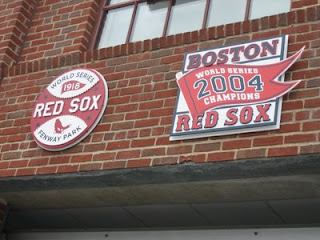 WORLD SERIES
1918
RED SOX
FENWAY PARK
BOSTON
WORLD SERIES
2004
CHAMPIONS
RED SOX